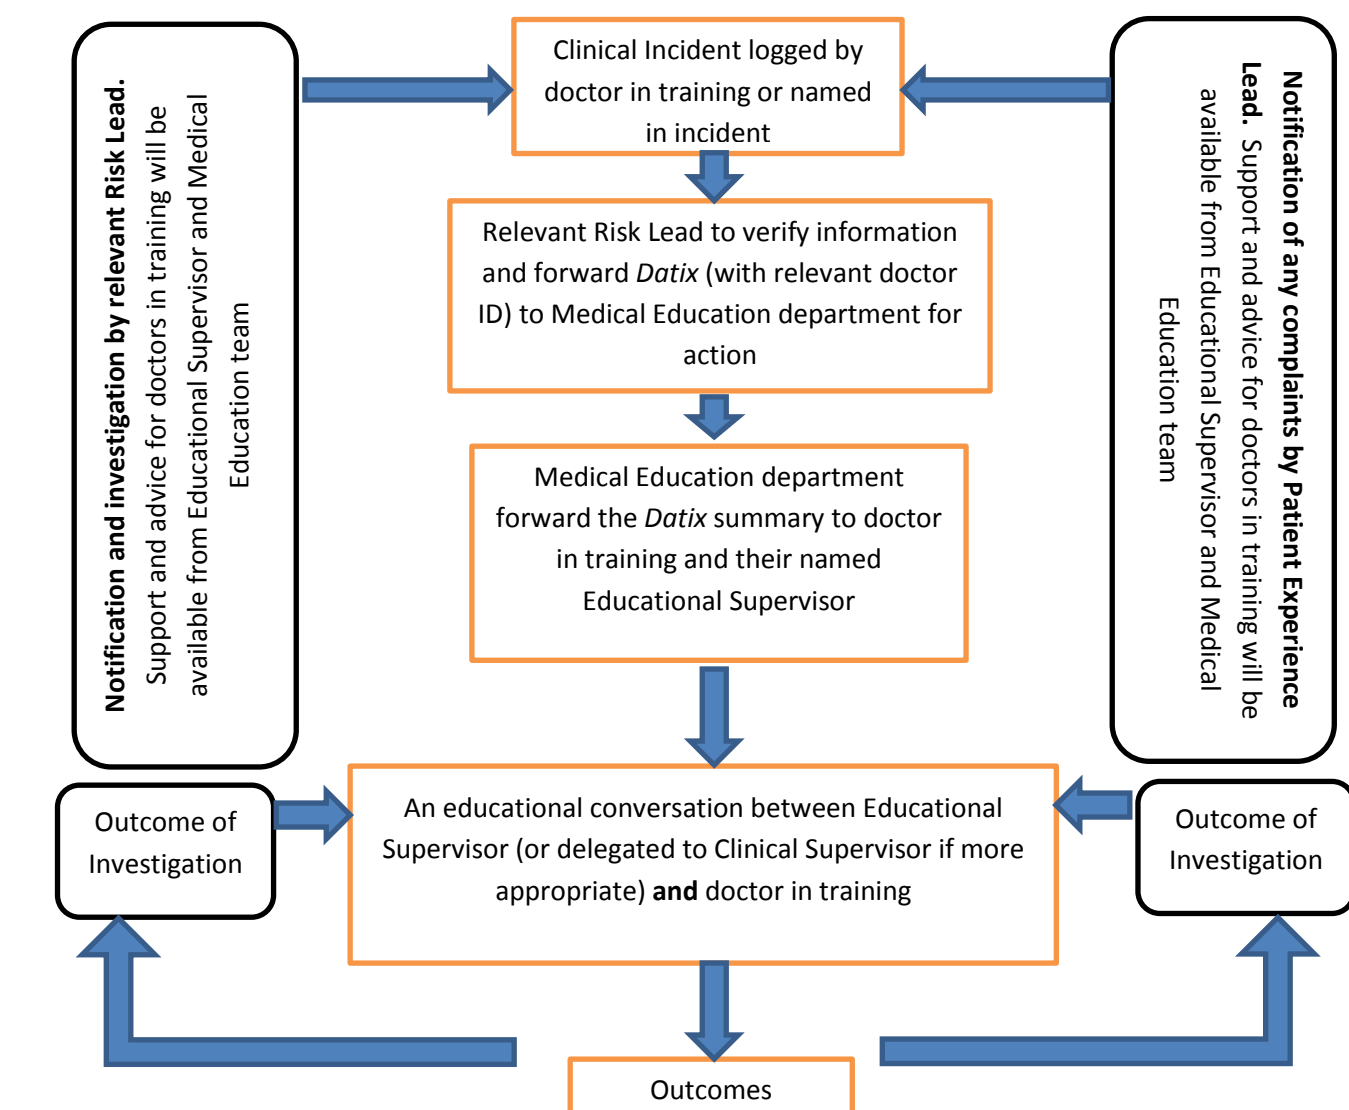 Notification and investigation by relevant Risk Lead.
Support and advice for doctors in training will be
available from Educational Supervisor and Medical
Education team
Clinical Incident logged by
doctor in training or named
in incident
Notification of any complaints by Patient Experience
Lead. Support and advice for doctors in training will be
available from Educational Supervisor and Medical
Education team
Relevant Risk Lead to verify information
and forward Datix (with relevant doctor
ID) to Medical Education department for
action
Medical Education department
forward the Datix summary to doctor
in training and their named
Educational Supervisor
Outcome of
Investigation
An educational conversation between Educational
Supervisor (or delegated to Clinical Supervisor if more
appropriate) and doctor in training
Outcome of
Investigation
Outcomes